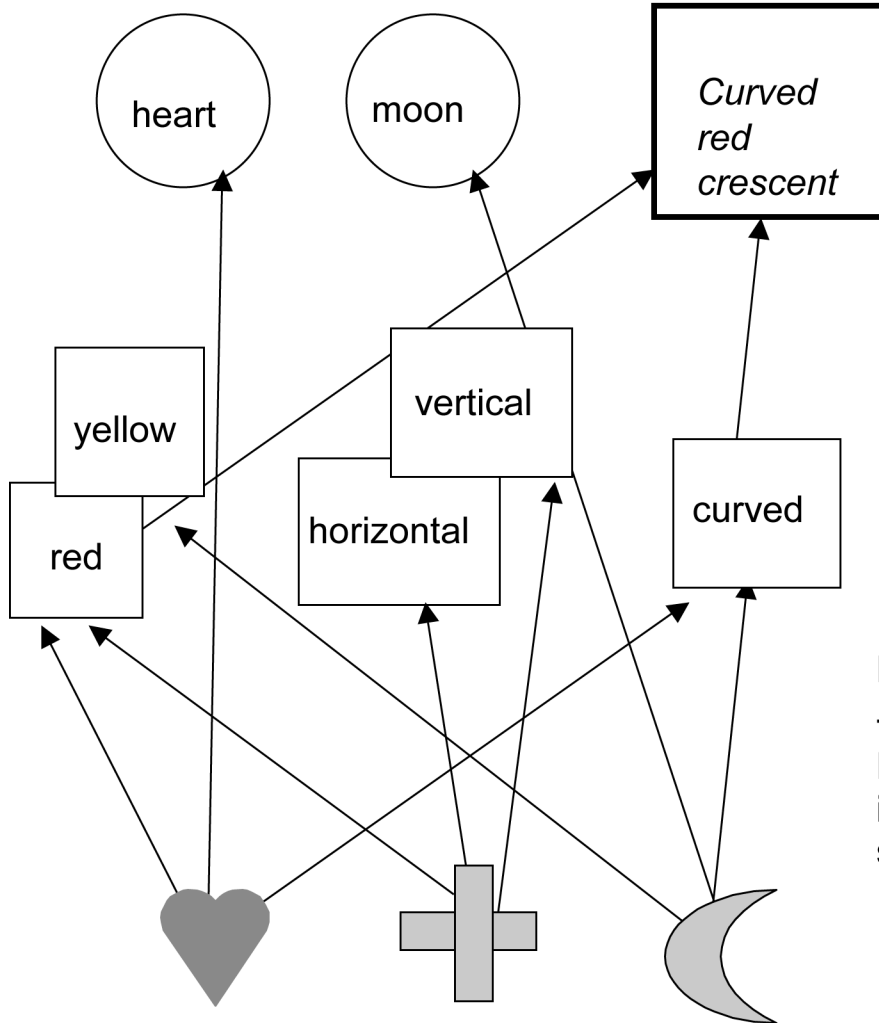 heart
moon
Curved
red
crescent
yellow
vertical
red
horizontal
curved